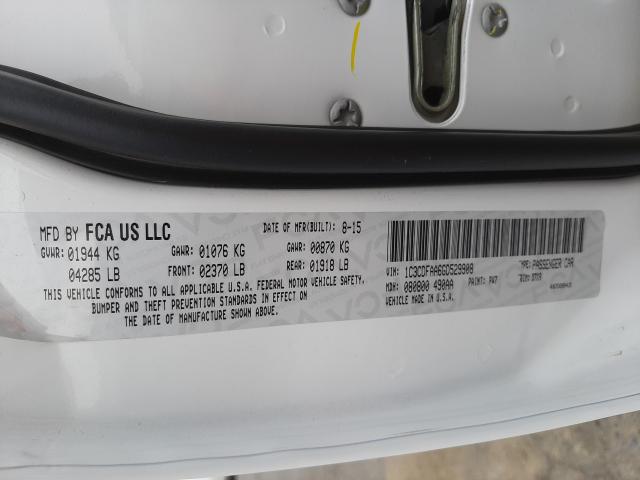 MFD BY FCA US LLC
DATE OF MFR(BUILT): 8-15
GVWR: 01944 KG GAWR: 01076 KG GAWR: 00870 KG
04285 LB FRONT: 02370 LB REAR: 01918 LB
THIS VEHICLE CONFORMS TO ALL APPLICABLE U.S.A. FEDERAL MOTOR VEHICLE SAFETY,
BUMPER AND THEFT PREVENTION STANDARDS IN EFFECT ON
THE DATE OF MANUFACTURE SHOWN ABOVE.
VIN: 1C3CDFAA6GD529908 TYPE: PASSENGER CAR
MDH: 080800 490AA PAINT: PW7
VEHICLE MADE IN U.S.A.